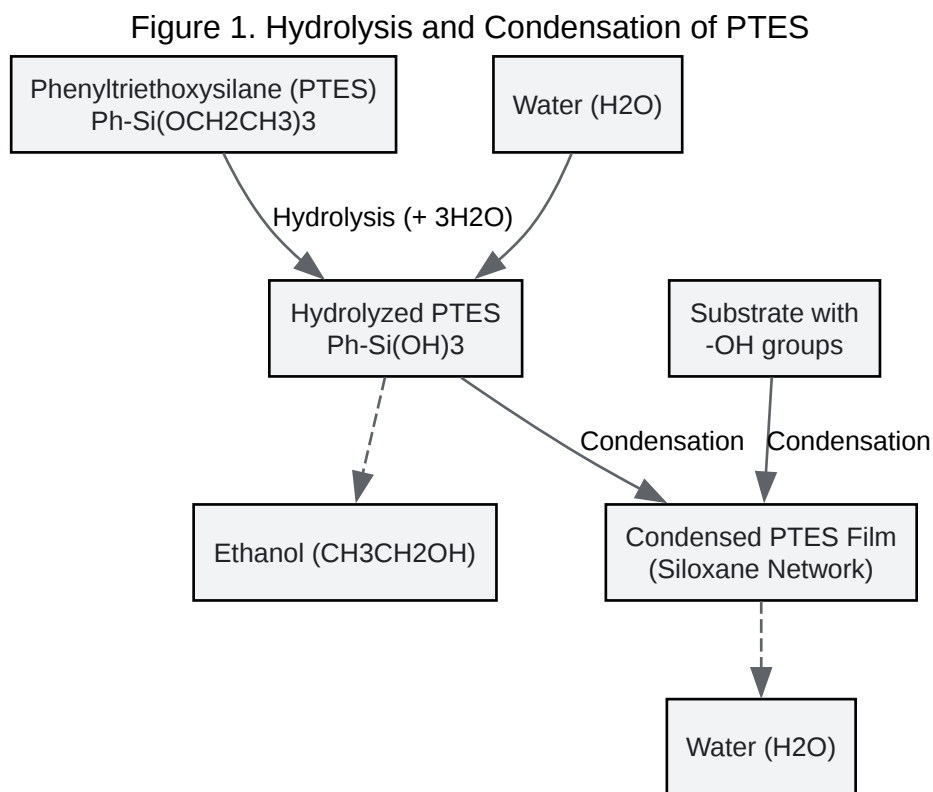 Figure 1. Hydrolysis and Condensation of PTES
Phenyltriethoxysilane (PTES)
Ph-Si(OCH2CH3)3
Water (H2O)
Hydrolysis (+ 3H2O)
Hydrolyzed PTES
Ph-Si(OH)3
Substrate with
-OH groups
Condensation
Condensation
Ethanol (CH3CH2OH)
Condensed PTES Film
(Siloxane Network)
Water (H2O)